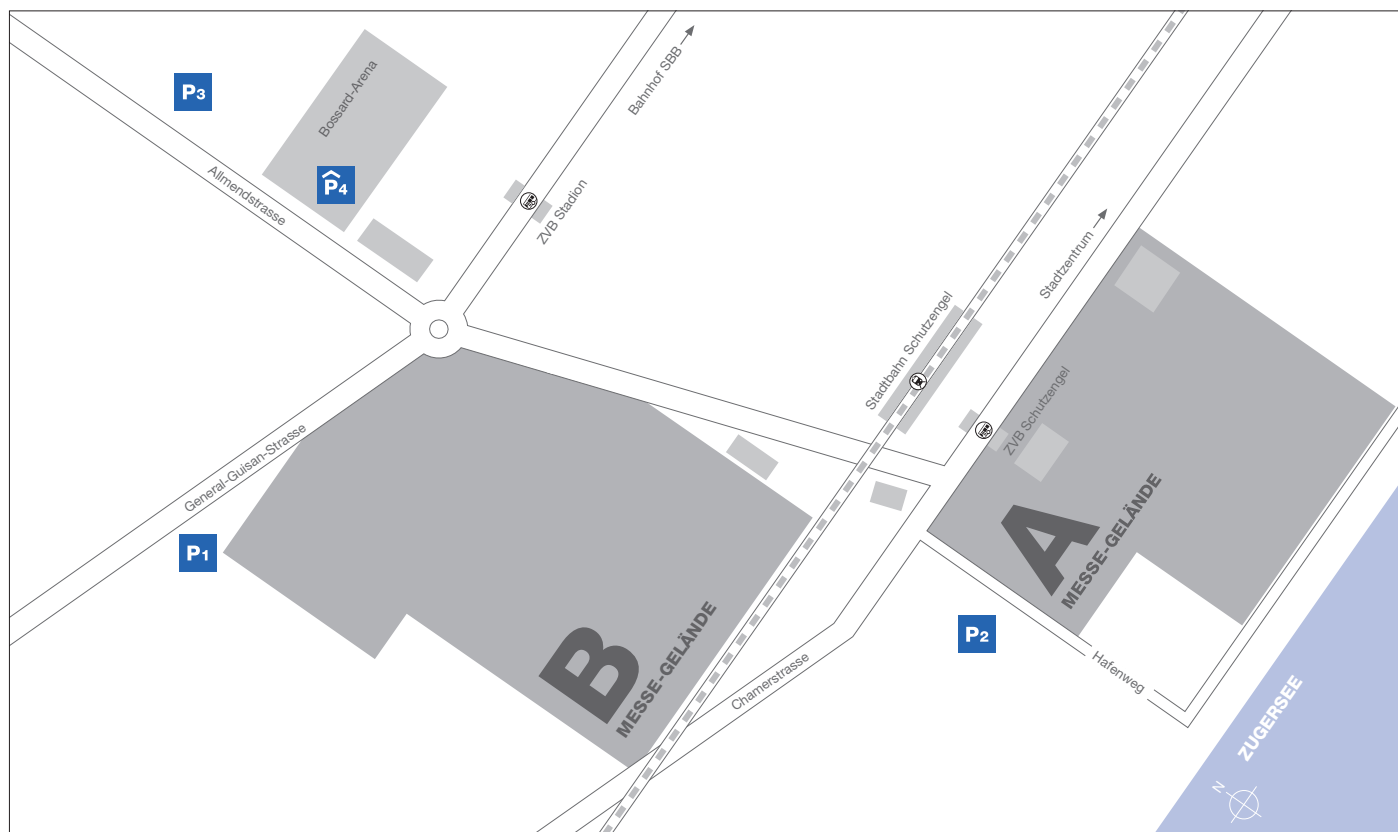 Bahnhof SBB
P3
Bossard-Arena
P4
Allmendstrasse
ZVB Stadion
Stadtzentrum
Stadtbahn Schutzengel
ZVB Schutzengel
General-Guisan-Strasse
P1
A
MESSE-GELÄNDE
B
MESSE-GELÄNDE
P2
Hafenweg
Chamerstrasse
ZUGERSEE
N